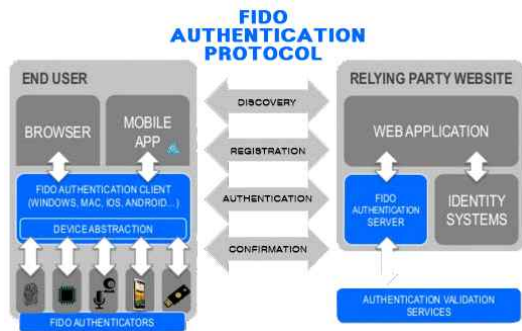 FIDO
AUTHENTICATION
PROTOCOL
END USER
BROWSER
MOBILE
APP
FIDO AUTHENTICATION CLIENT
(WINDOWS, MAC, IOS, ANDROID...)
DEVICE ABSTRACTION
FIDO AUTHENTICATORS
DISCOVERY
REGISTRATION
AUTHENTICATION
CONFIRMATION
RELYING PARTY WEBSITE
WEB APPLICATION
FIDO
AUTHENTICATION
SERVER
IDENTITY
SYSTEMS
AUTHENTICATION VALIDATION
SERVICES